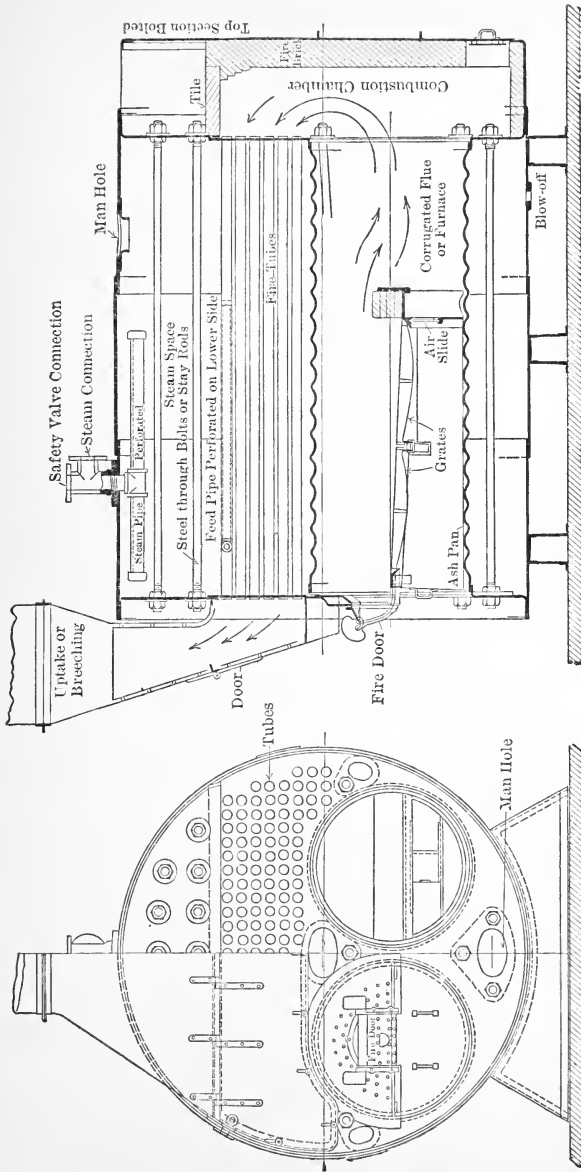 Safety Valve Connection
Steam Connection
Man Hole
Top Section Bolted
Uptake or
Breeching
Steam Pipe
Perforated
Tile
Fire
Brick
Steam Space
Steel through Bolts or Stay Rods
Feed Pipe Perforated on Lower Side
Fire-Tubes
Combustion Chamber
Door
Fire Door
Corrugated Flue
or Furnace
Air
Slide
Grates
Ash Pan
Blow-off
Tubes
Fire Door
Man Hole